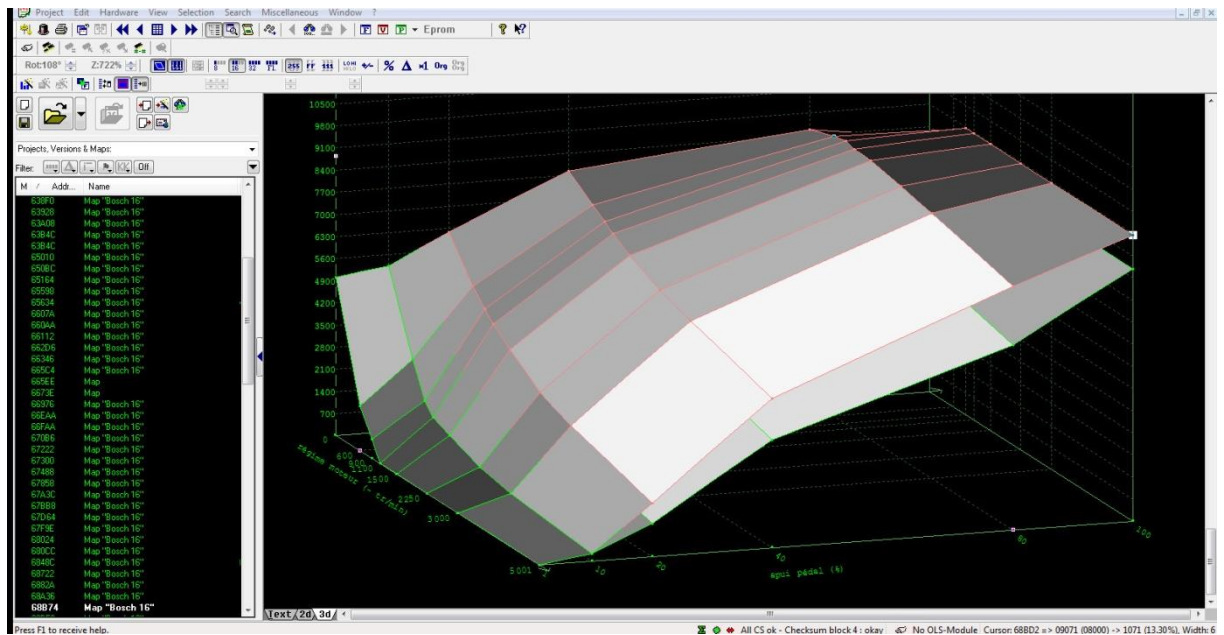 Project Edit Hardware View Selection Search Miscellaneous Window ?
Eprom
Rot:108° Z:722%
Projects, Versions & Maps:
Filter: Off
M / Addr... Name
638F0 Map "Bosch 16"
63928 Map "Bosch 16"
63A08 Map "Bosch 16"
63B4C Map "Bosch 16"
63B4C Map "Bosch 16"
65010 Map "Bosch 16"
650BC Map "Bosch 16"
65164 Map "Bosch 16"
65598 Map "Bosch 16"
65634 Map "Bosch 16"
6607A Map "Bosch 16"
660AA Map "Bosch 16"
66112 Map "Bosch 16"
662D6 Map "Bosch 16"
66346 Map "Bosch 16"
665C4 Map "Bosch 16"
665EE Map
6673E Map
66976 Map "Bosch 16"
66EAA Map "Bosch 16"
66FAA Map "Bosch 16"
670B6 Map "Bosch 16"
67222 Map "Bosch 16"
67300 Map "Bosch 16"
67488 Map "Bosch 16"
67858 Map "Bosch 16"
67A3C Map "Bosch 16"
67BB8 Map "Bosch 16"
67D64 Map "Bosch 16"
67F9E Map "Bosch 16"
68024 Map "Bosch 16"
680CC Map "Bosch 16"
6848C Map "Bosch 16"
68722 Map "Bosch 16"
6882A Map "Bosch 16"
68A36 Map "Bosch 16"
68B74 Map "Bosch 16"
10500
9800
9100
8400
7700
7000
6300
5600
4900
4200
3500
2800
2100
1400
700
0
600
900
1100
1500
2250
3000
5001
régime moteur (- tr/min)
10
20
40
80
100
apui pédal (%)
Text 2d 3d
Press F1 to receive help.
All CS ok - Checksum block 4 : okay No OLS-Module Cursor: 68BD2 => 09071 (08000) -> 1071 (13.30%), Width: 6